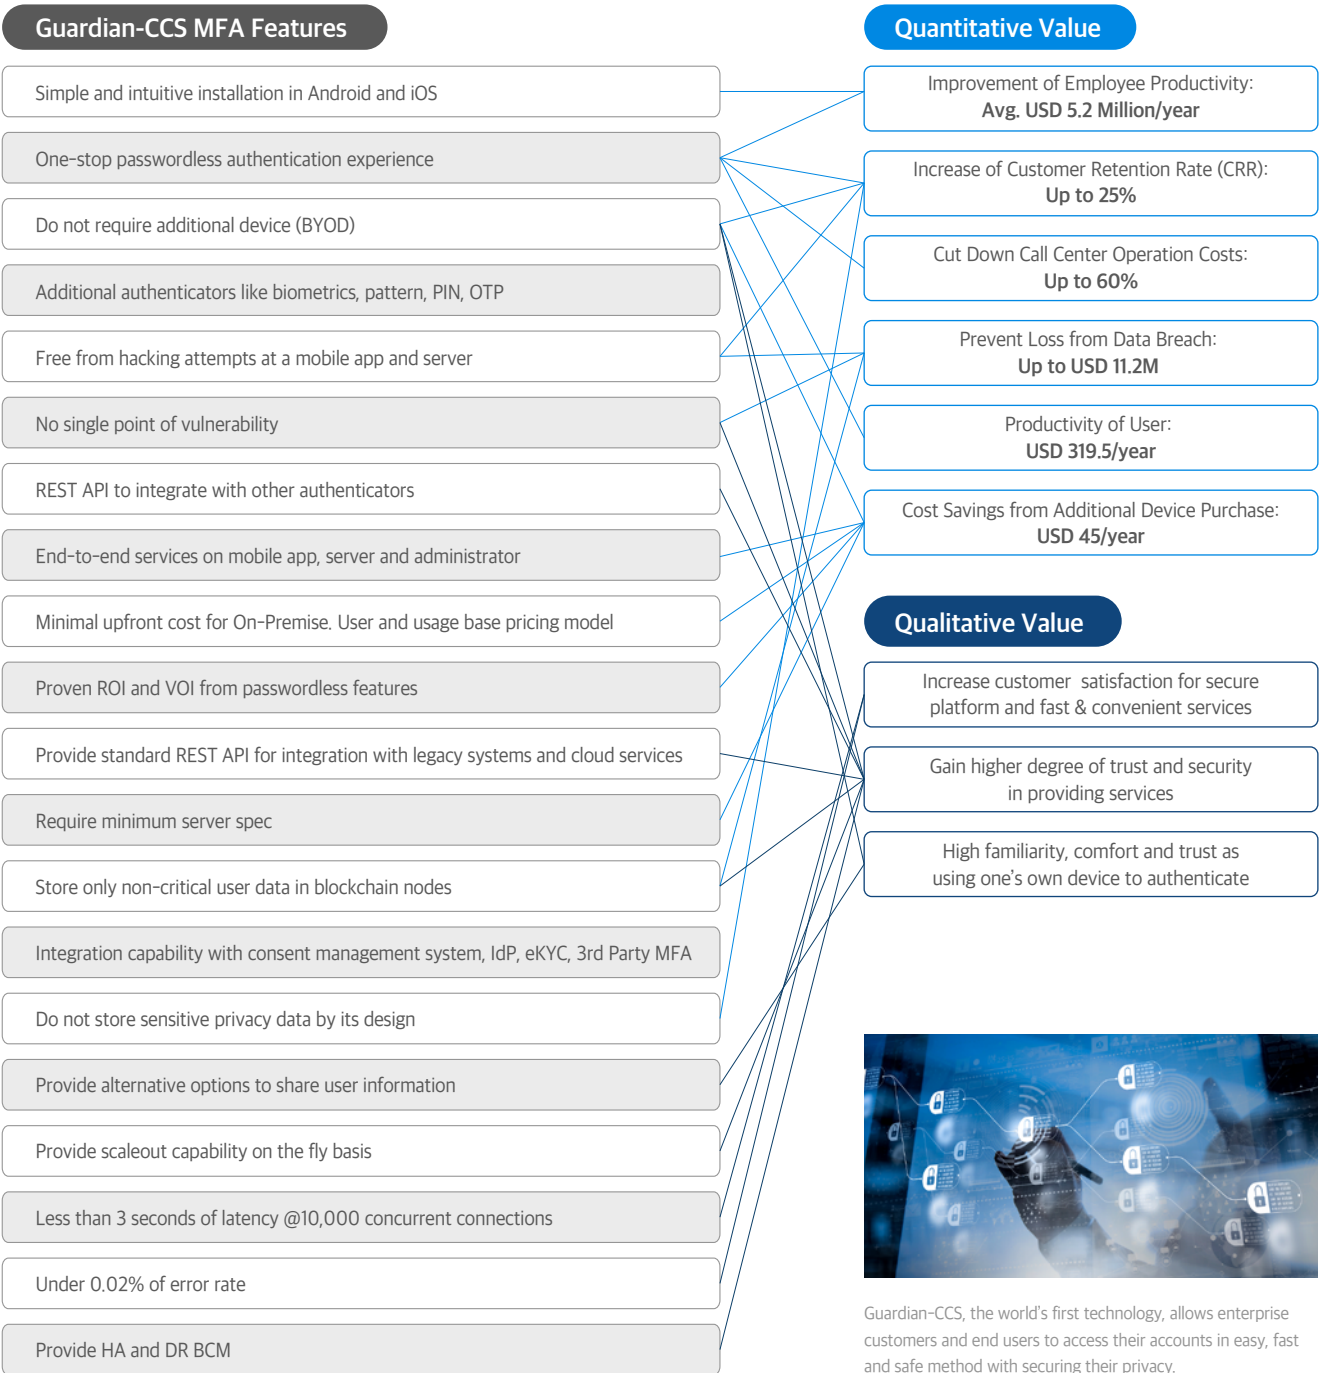 Guardian-CCS MFA Features
Simple and intuitive installation in Android and iOS
One-stop passwordless authentication experience
Do not require additional device (BYOD)
Additional authenticators like biometrics, pattern, PIN, OTP
Free from hacking attempts at a mobile app and server
No single point of vulnerability
REST API to integrate with other authenticators
End-to-end services on mobile app, server and administrator
Minimal upfront cost for On-Premise. User and usage base pricing model
Proven ROI and VOI from passwordless features
Provide standard REST API for integration with legacy systems and cloud services
Require minimum server spec
Store only non-critical user data in blockchain nodes
Integration capability with consent management system, IdP, eKYC, 3rd Party MFA
Do not store sensitive privacy data by its design
Provide alternative options to share user information
Provide scaleout capability on the fly basis
Less than 3 seconds of latency @10,000 concurrent connections
Under 0.02% of error rate
Provide HA and DR BCM
Quantitative Value
Improvement of Employee Productivity:
Avg. USD 5.2 Million/year
Increase of Customer Retention Rate (CRR):
Up to 25%
Cut Down Call Center Operation Costs:
Up to 60%
Prevent Loss from Data Breach:
Up to USD 11.2M
Productivity of User:
USD 319.5/year
Cost Savings from Additional Device Purchase:
USD 45/year
Qualitative Value
Increase customer satisfaction for secure
platform and fast & convenient services
Gain higher degree of trust and security
in providing services
High familiarity, comfort and trust as
using one's own device to authenticate
Guardian-CCS, the world's first technology, allows enterprise
customers and end users to access their accounts in easy, fast
and safe method with securing their privacy.